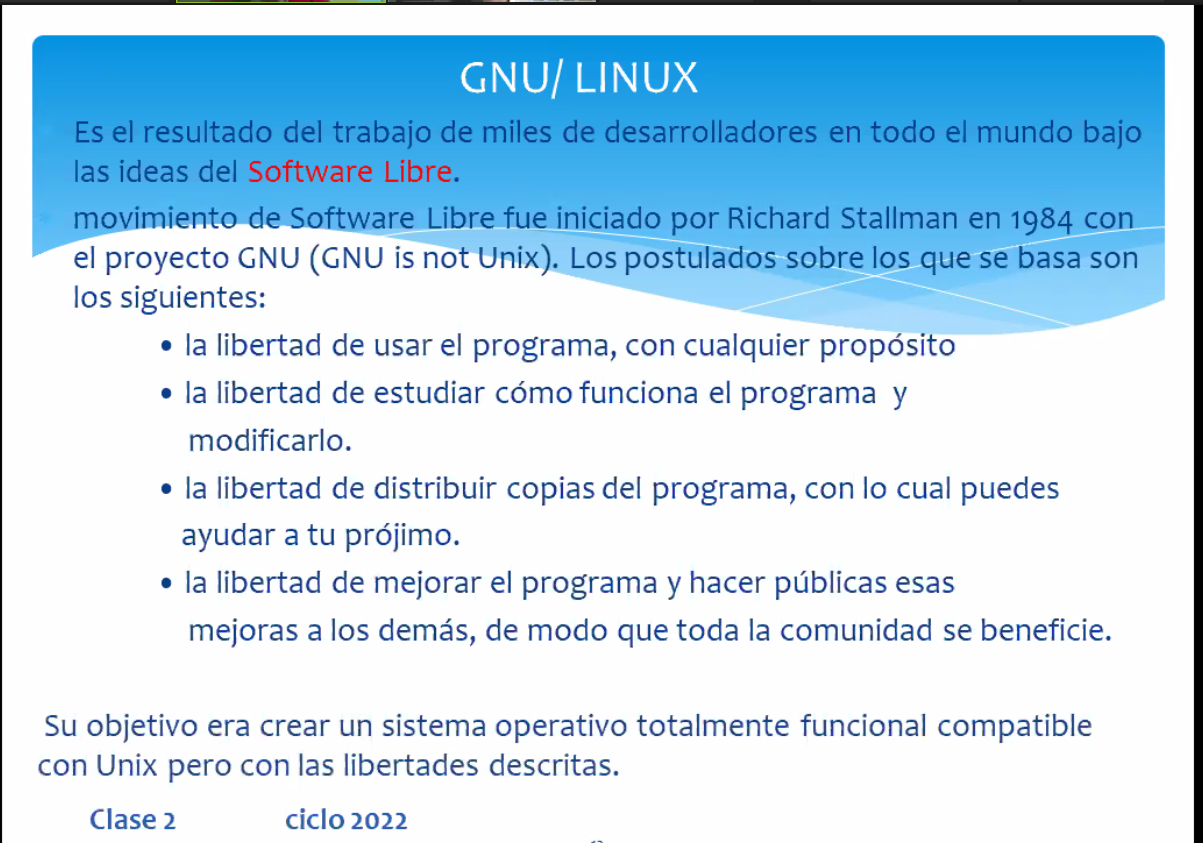 GNU/ LINUX
Es el resultado del trabajo de miles de desarrolladores en todo el mundo bajo
las ideas del Software Libre.
movimiento de Software Libre fue iniciado por Richard Stallman en 1984 con
el proyecto GNU (GNU is not Unix). Los postulados sobre los que se basa son
los siguientes:
• la libertad de usar el programa, con cualquier propósito
• la libertad de estudiar cómo funciona el programa y
modificarlo.
• la libertad de distribuir copias del programa, con lo cual puedes
ayudar a tu prójimo.
• la libertad de mejorar el programa y hacer públicas esas
mejoras a los demás, de modo que toda la comunidad se beneficie.
Su objetivo era crear un sistema operativo totalmente funcional compatible
con Unix pero con las libertades descritas.
Clase 2 ciclo 2022